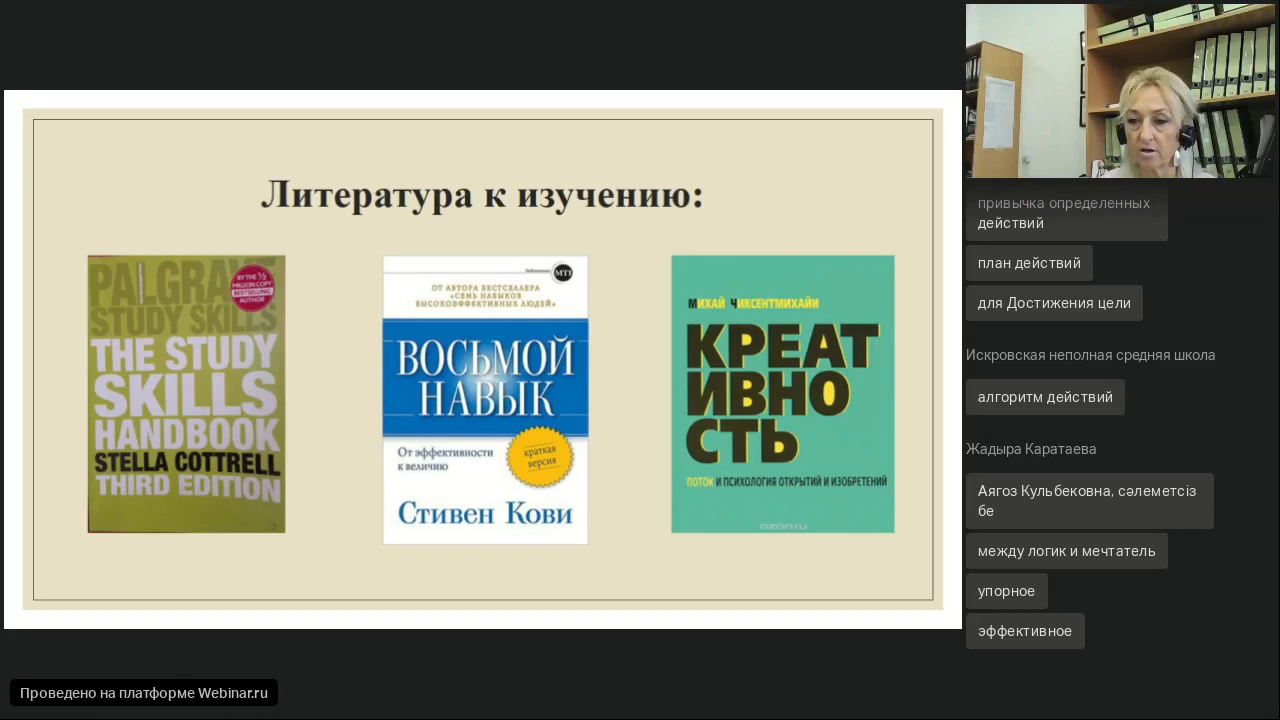 Литература к изучению:
PALGRAVE
STUDY SKILLS
BY THE ½
MILLION COPY
BESTSELLING
AUTHOR
THE STUDY
SKILLS
HANDBOOK
STELLA COTTRELL
THIRD EDITION
библиотека МТІ
ОТ АВТОРА БЕСТСЕЛЛЕРА
«СЕМЬ НАВЫКОВ
ВЫСОКОЭФФЕКТИВНЫХ ЛЮДЕЙ»
ВОСЬМОЙ
НАВЫК
От эффективности
к величию
краткая
версия
Стивен Кови
МИХАЙ ЧИКСЕНТМИХАЙИ
КРЕАТ
ИВНО
СТЬ
ПОТОК И ПСИХОЛОГИЯ ОТКРЫТИЙ И ИЗОБРЕТЕНИЙ
ozon.ru
привычка определенных
действий
план действий
для Достижения цели
Искровская неполная средняя школа
алгоритм действий
Жадыра Каратаева
Аягоз Кульбековна, сәлеметсіз
бе
между логик и мечтатель
упорное
эффективное
Проведено на платформе Webinar.ru